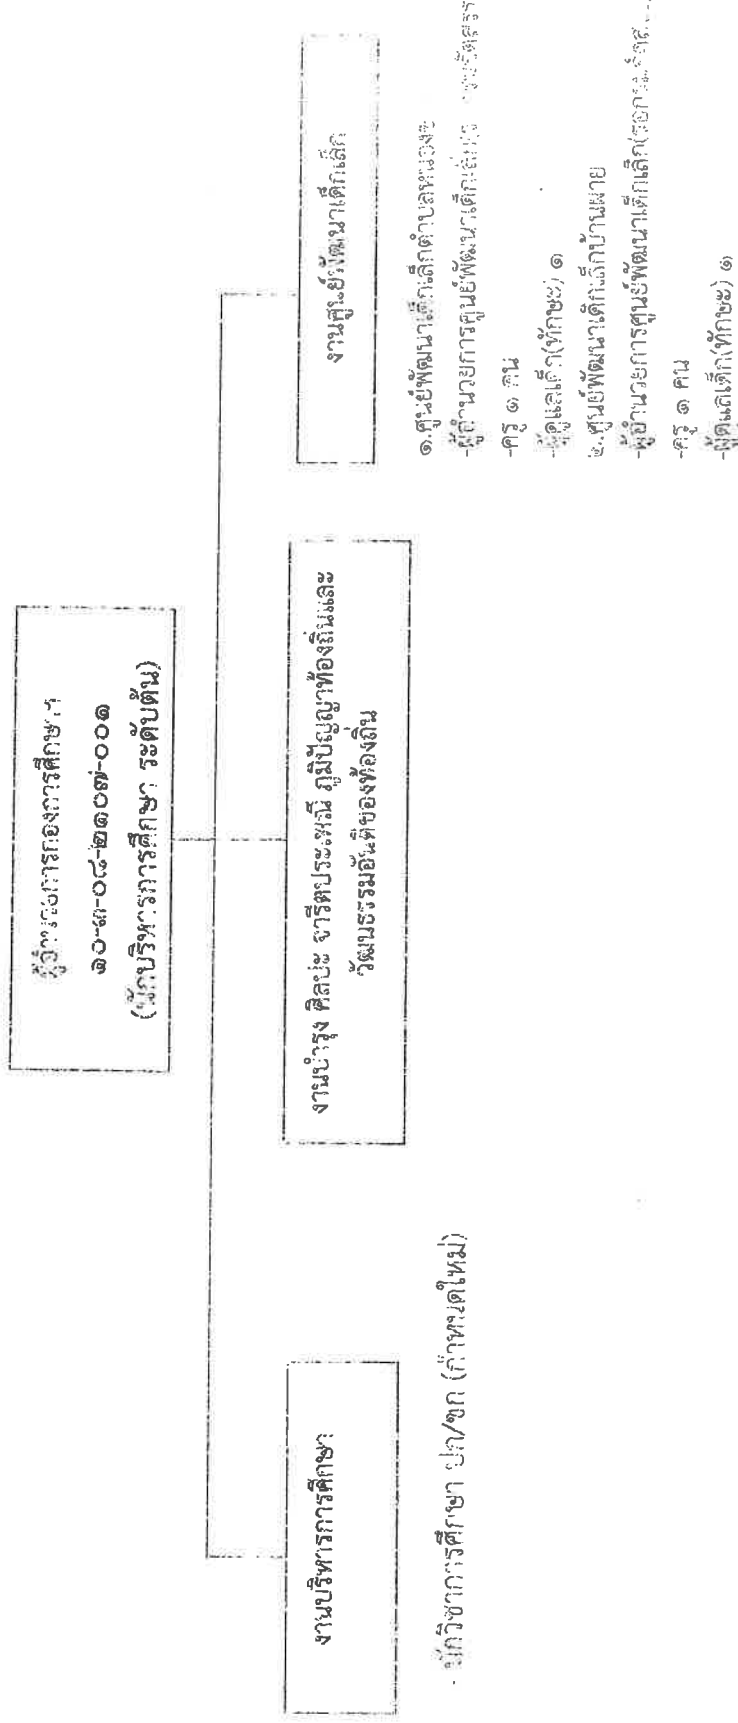 ผู้อำนวยการกองการศึกษาฯ
๑๐-๓-๐๘-๒๑๐๗-๐๐๑
(นักบริหารการศึกษา ระดับต้น)
งานบริหารการศึกษา
- นักวิชาการศึกษา ปก/ชก (กำหนดใหม่)
งานบำรุง ศิลปะ จารีตประเพณี ภูมิปัญญาท้องถิ่นและ
วัฒนธรรมอันดีของท้องถิ่น
งานศูนย์พัฒนาเด็กเล็ก
๑.ศูนย์พัฒนาเด็กเล็กตำบล
-ผู้อำนวยการศูนย์พัฒนาเด็กเล็ก
-ครู ๑ คน
-ผู้ดูแลเด็ก(ทักษะ) ๑
๒.ศูนย์พัฒนาเด็กเล็กบ้านผาย
-ผู้อำนวยการศูนย์พัฒนาเด็กเล็ก(รอการ
-ครู ๑ คน
-ผู้ดูแลเด็ก(ทักษะ) ๑